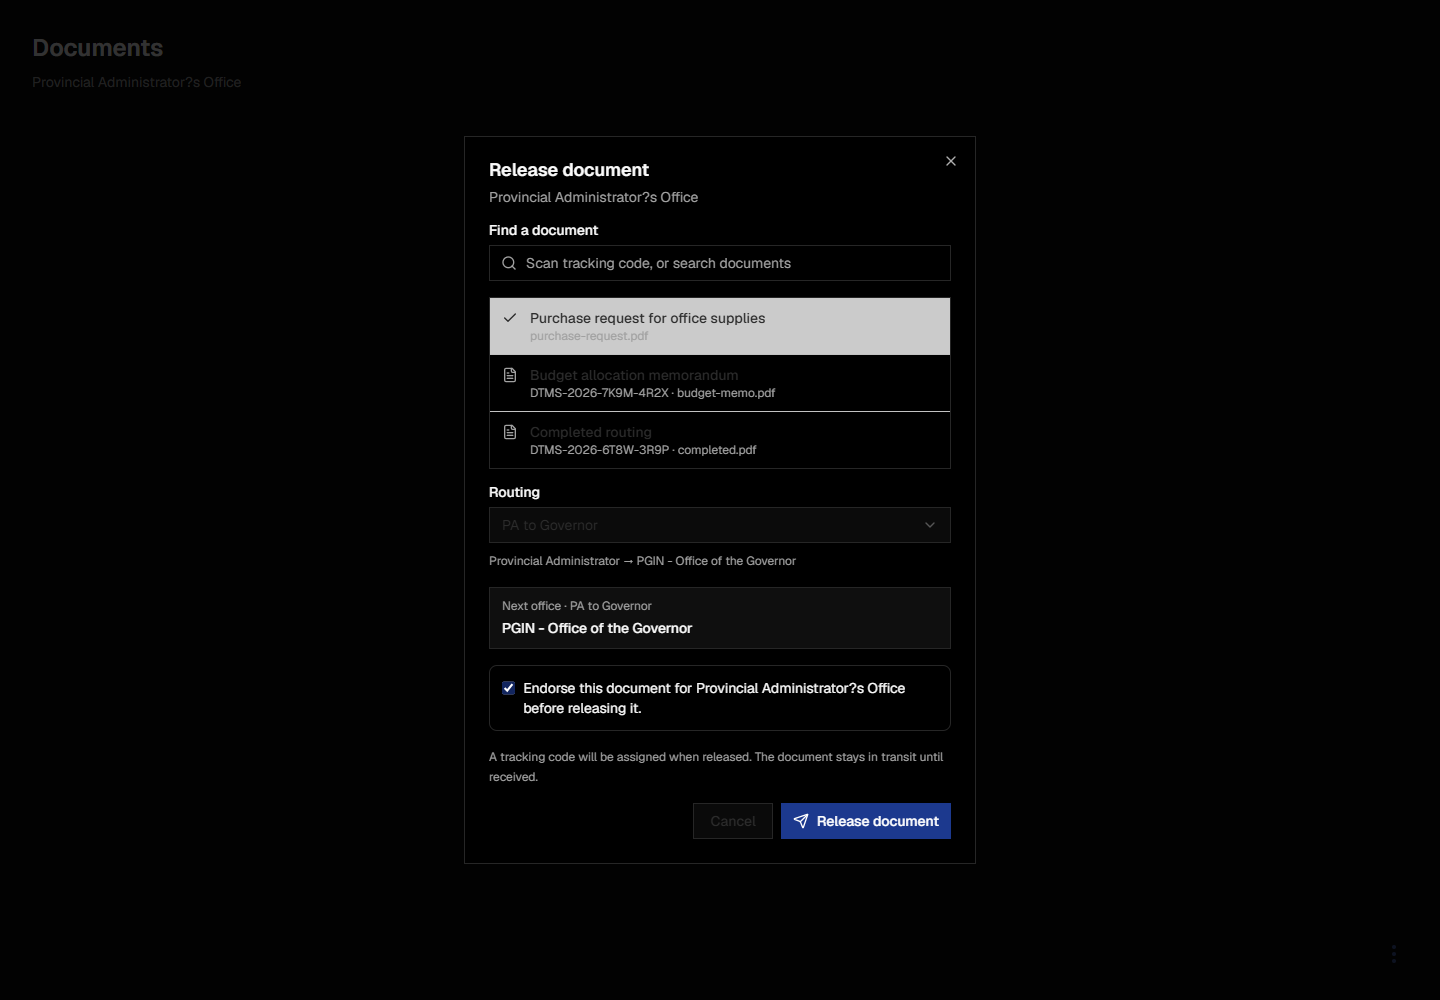 Documents
Provincial Administrator?s Office
Release document
Provincial Administrator?s Office
Find a document
Scan tracking code, or search documents
Purchase request for office supplies
purchase-request.pdf
Budget allocation memorandum
DTMS-2026-7K9M-4R2X · budget-memo.pdf
Completed routing
DTMS-2026-6T8W-3R9P · completed.pdf
Routing
PA to Governor
Provincial Administrator → PGIN - Office of the Governor
Next office · PA to Governor
PGIN - Office of the Governor
Endorse this document for Provincial Administrator?s Office
before releasing it.
A tracking code will be assigned when released. The document stays in transit until
received.
Cancel
Release document